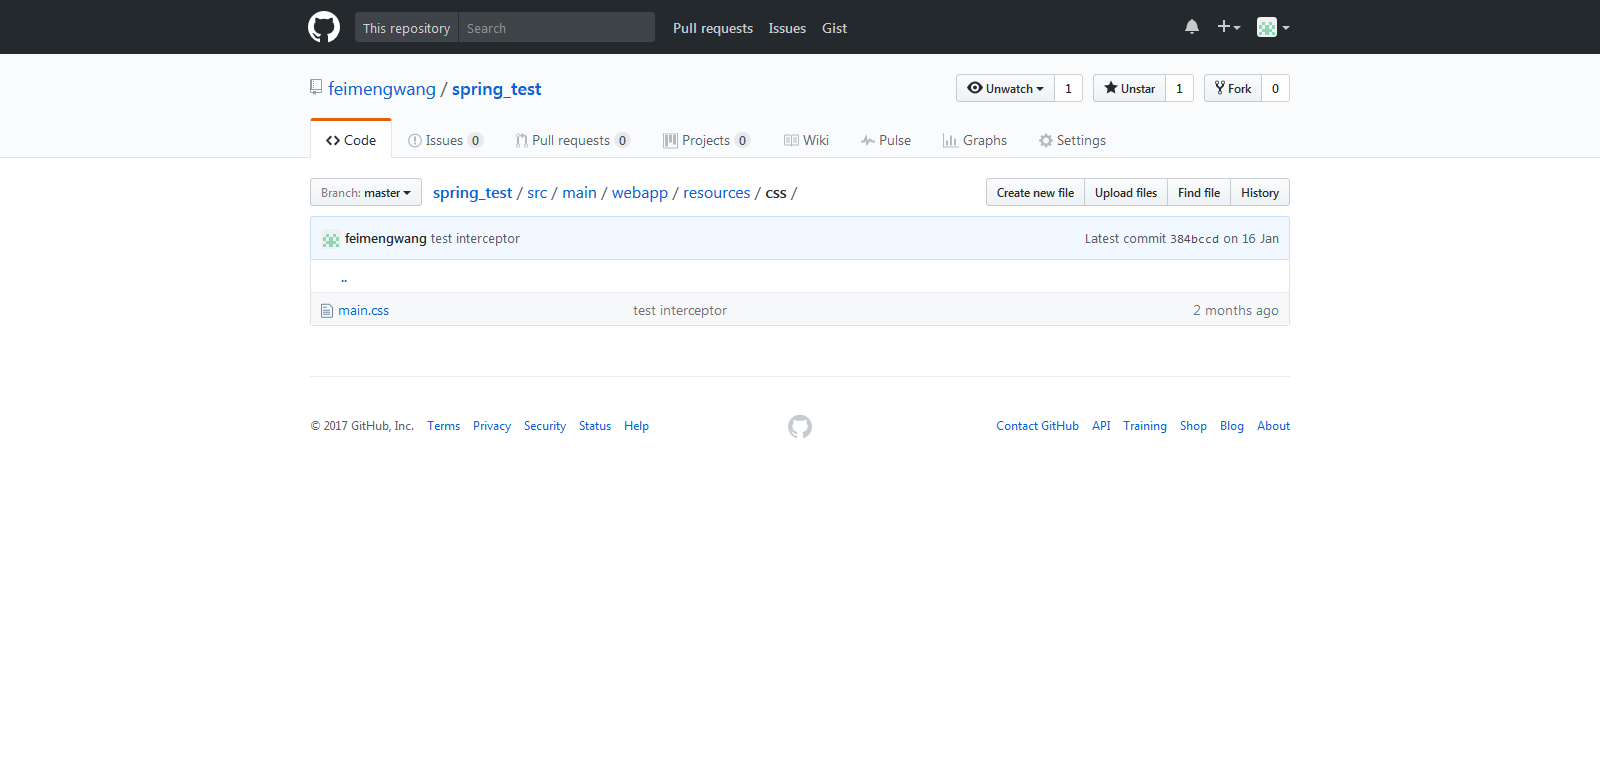 This repository Search Pull requests Issues Gist
feimengwang / spring_test Unwatch 1 Unstar 1 Fork 0
Code Issues 0 Pull requests 0 Projects 0 Wiki Pulse Graphs Settings
Branch: master spring_test / src / main / webapp / resources / css / Create new file Upload files Find file History
feimengwang test interceptor Latest commit 384bccd on 16 Jan
..
main.css test interceptor 2 months ago
© 2017 GitHub, Inc. Terms Privacy Security Status Help Contact GitHub API Training Shop Blog About